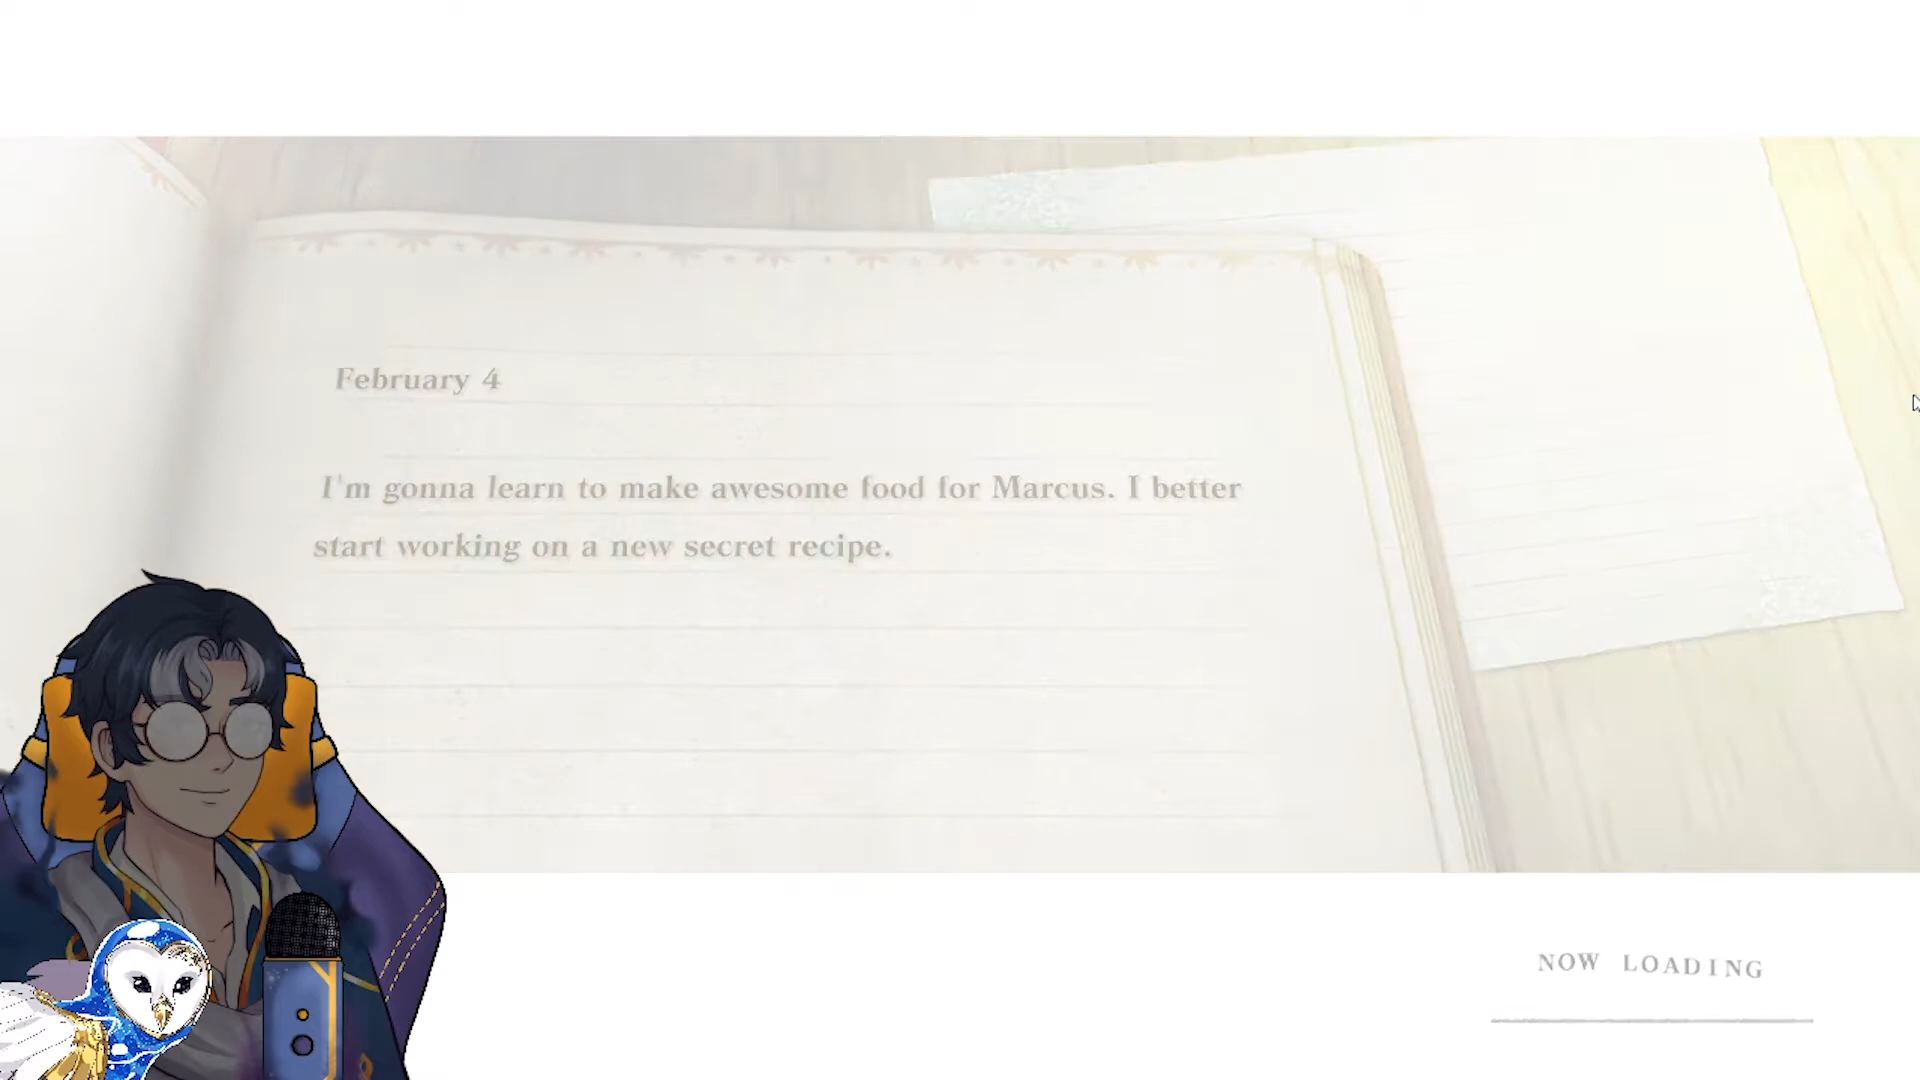 February 4
I'm gonna learn to make awesome food for Marcus. I better
start working on a new secret recipe.
NOW LOADING